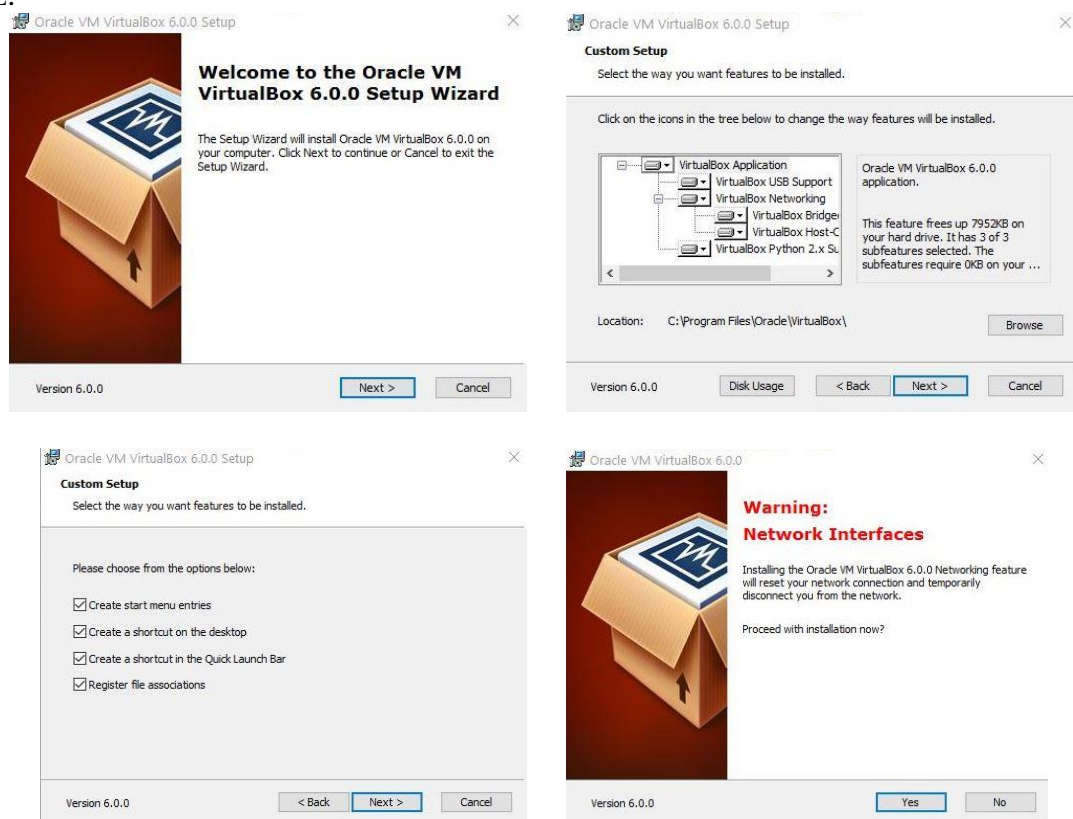 Oracle VM VirtualBox 6.0.0 Setup
Welcome to the Oracle VM
VirtualBox 6.0.0 Setup Wizard
The Setup Wizard will install Oracle VM VirtualBox 6.0.0 on
your computer. Click Next to continue or Cancel to exit the
Setup Wizard.
Version 6.0.0
Next >
Cancel
Oracle VM VirtualBox 6.0.0 Setup
Custom Setup
Select the way you want features to be installed.
Click on the icons in the tree below to change the way features will be installed.
VirtualBox Application
VirtualBox USB Support
VirtualBox Networking
VirtualBox Bridge
VirtualBox Host-C
VirtualBox Python 2.x Su
Oracle VM VirtualBox 6.0.0
application.
This feature frees up 7952KB on
your hard drive. It has 3 of 3
subfeatures selected. The
subfeatures require 0KB on your ...
Location: C:\Program Files\Oracle\VirtualBox\
Browse
Version 6.0.0
Disk Usage
< Back
Next >
Cancel
Oracle VM VirtualBox 6.0.0 Setup
Custom Setup
Select the way you want features to be installed.
Please choose from the options below:
Create start menu entries
Create a shortcut on the desktop
Create a shortcut in the Quick Launch Bar
Register file associations
Version 6.0.0
< Back
Next >
Cancel
Oracle VM VirtualBox 6.0.0
Warning:
Network Interfaces
Installing the Oracle VM VirtualBox 6.0.0 Networking feature
will reset your network connection and temporarily
disconnect you from the network.
Proceed with installation now?
Version 6.0.0
Yes
No